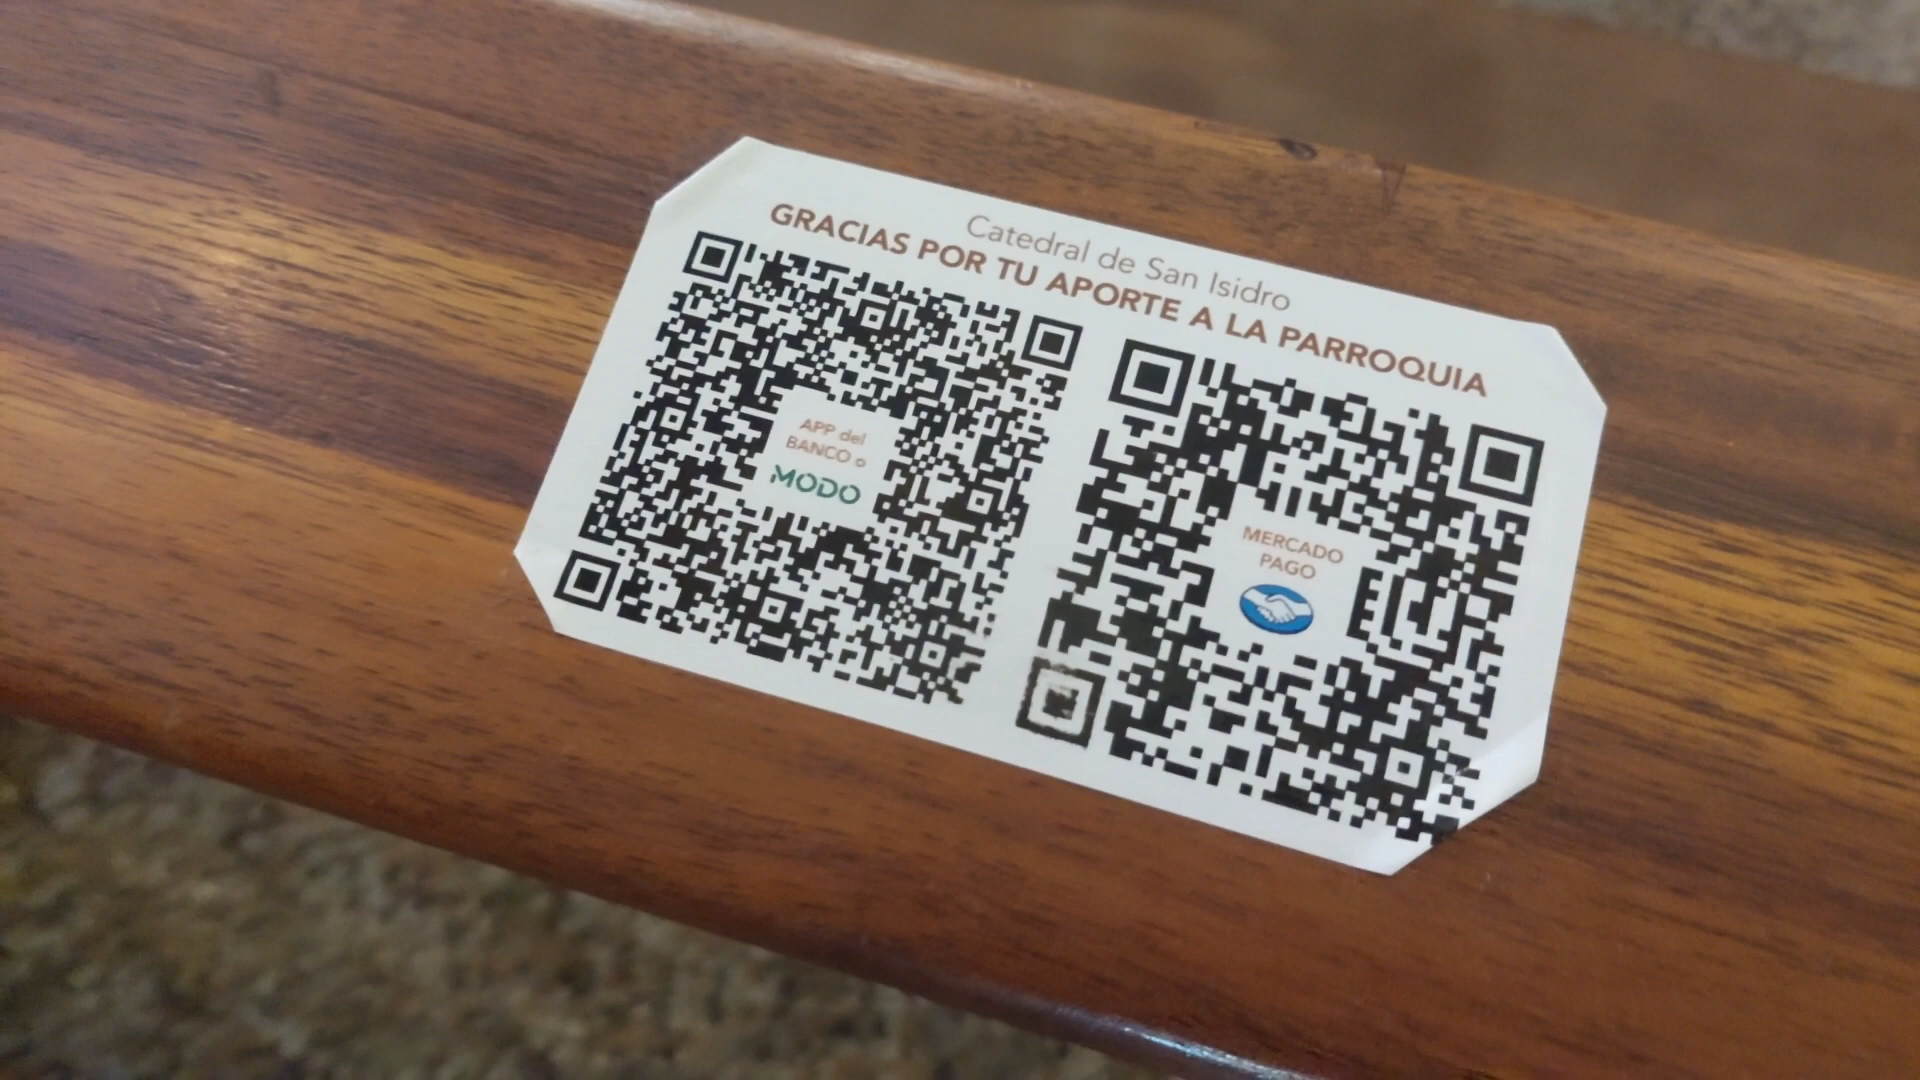 Catedral de San Isidro
GRACIAS POR TU APORTE A LA PARROQUIA
APP del
BANCO o
MODO
MERCADO
PAGO